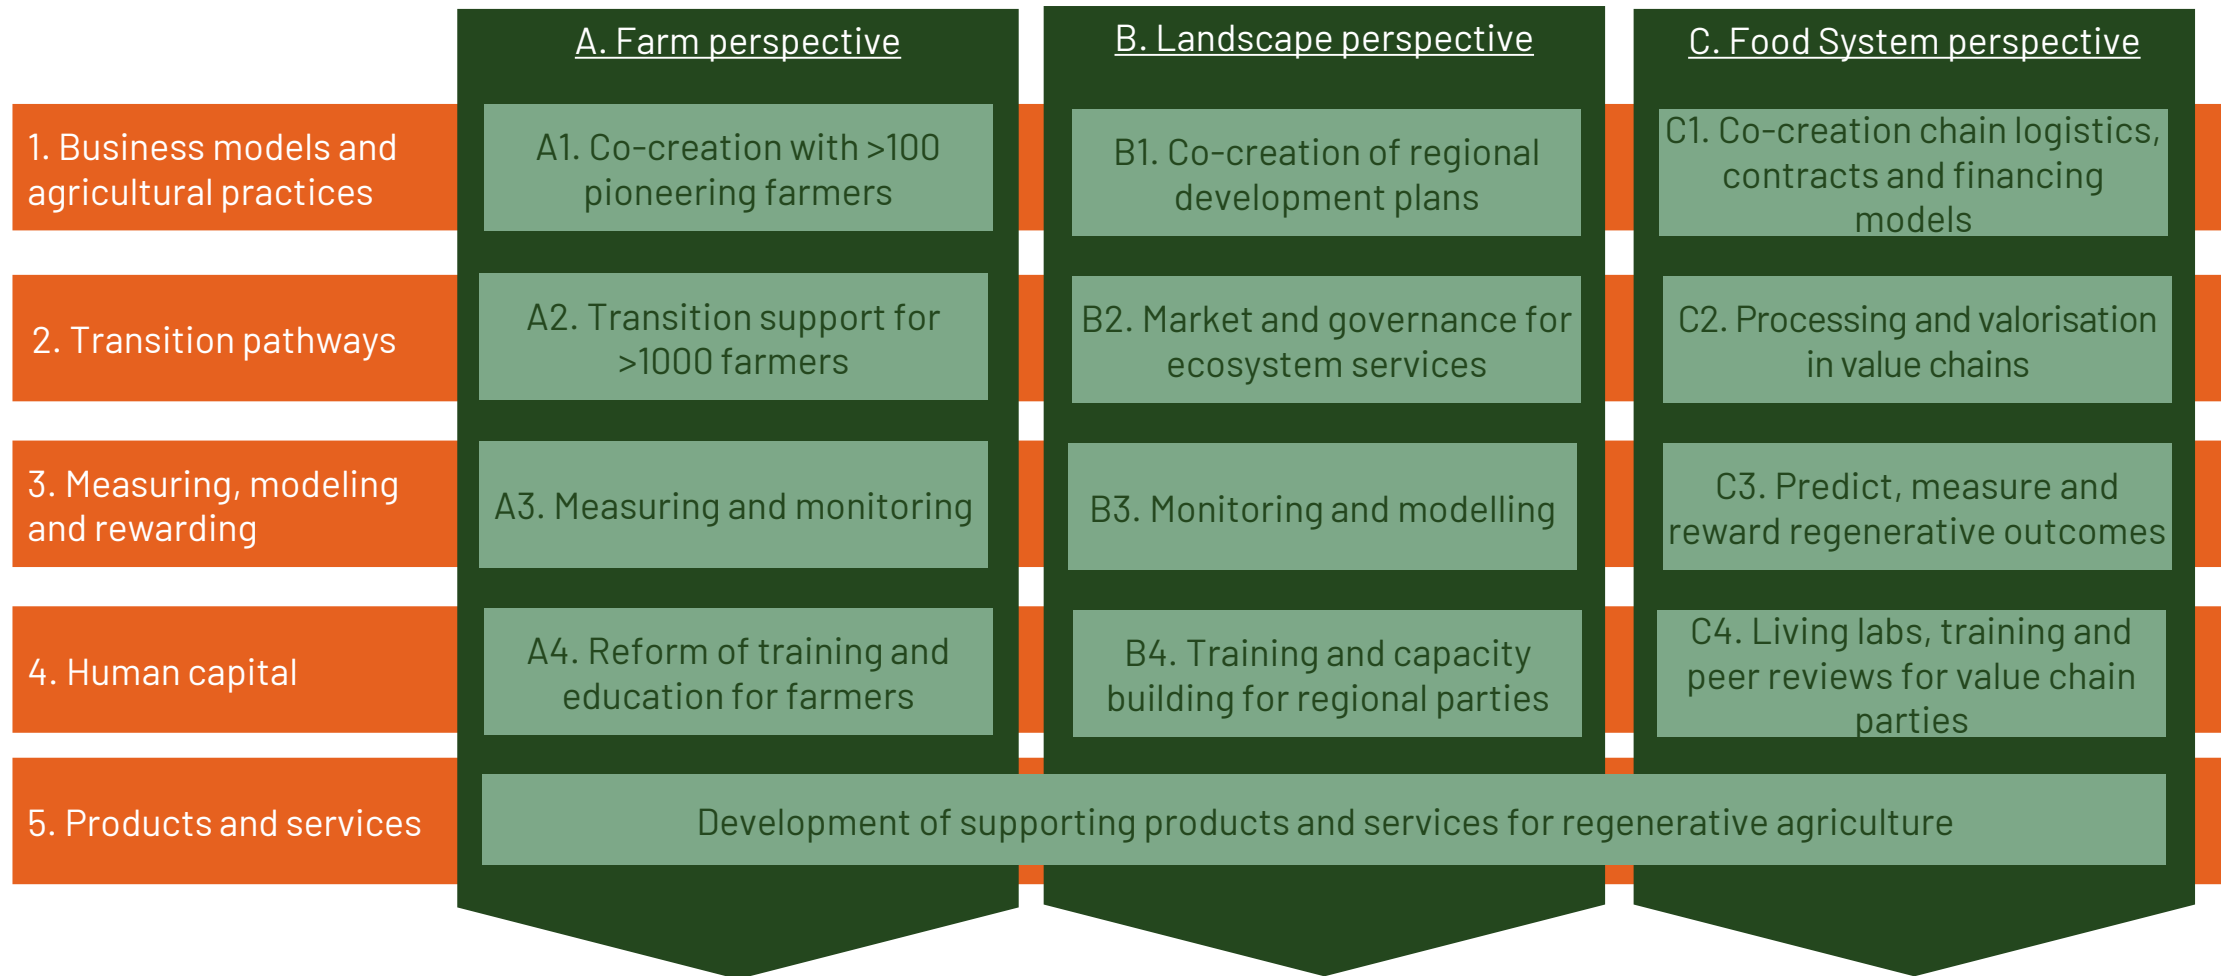 A. Farm perspective
B. Landscape perspective
C. Food System perspective
1. Business models and
agricultural practices
A1. Co-creation with >100
pioneering farmers
B1. Co-creation of regional
development plans
C1. Co-creation chain logistics,
contracts and financing
models
2. Transition pathways
A2. Transition support for
>1000 farmers
B2. Market and governance for
ecosystem services
C2. Processing and valorisation
in value chains
3. Measuring, modeling
and rewarding
A3. Measuring and monitoring
B3. Monitoring and modelling
C3. Predict, measure and
reward regenerative outcomes
4. Human capital
A4. Reform of training and
education for farmers
B4. Training and capacity
building for regional parties
C4. Living labs, training and
peer reviews for value chain
parties
5. Products and services
Development of supporting products and services for regenerative agriculture